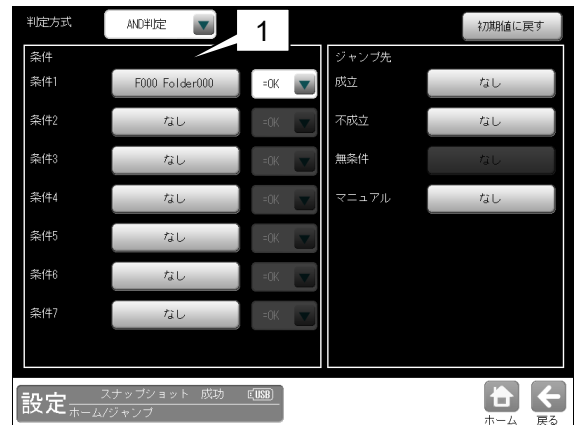 判定方式 AND判定 1 初期値に戻す
条件 ジャンプ先
条件1 F000 Folder000 =OK 成立 なし
条件2 なし =OK 不成立 なし
条件3 なし =OK 無条件 なし
条件4 なし =OK マニュアル なし
条件5 なし =OK
条件6 なし =OK
条件7 なし =OK
設定 スナップショット 成功 USB
ホーム/ジャンプ ホーム 戻る